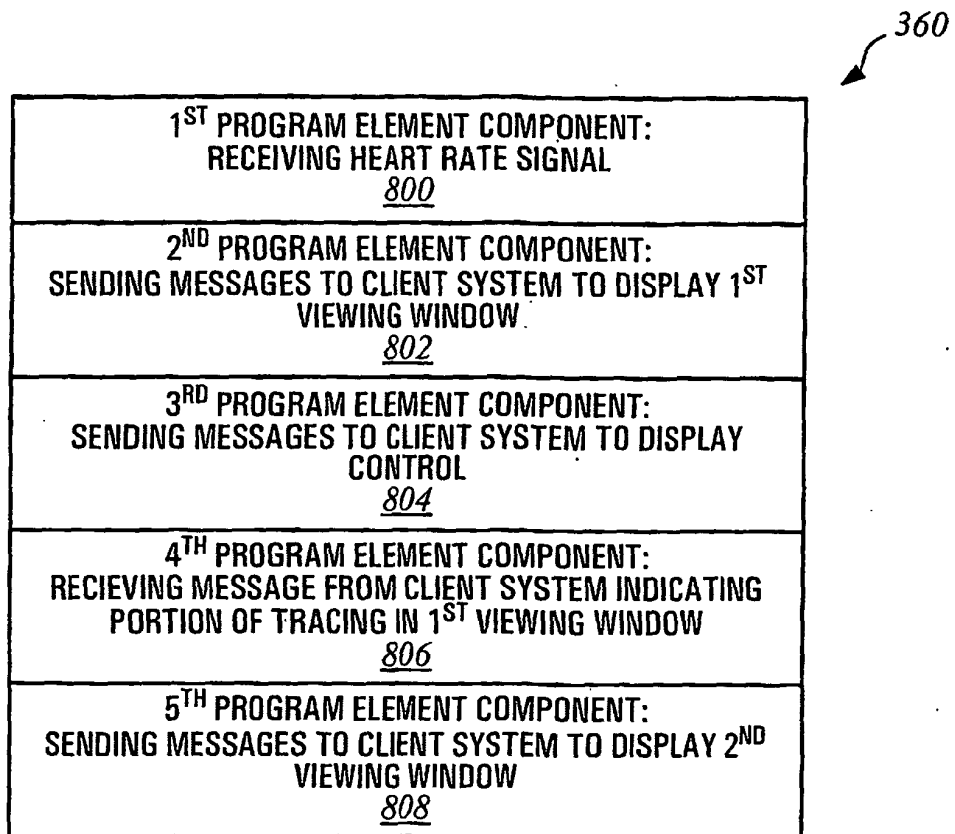 360
1ST PROGRAM ELEMENT COMPONENT:
RECEIVING HEART RATE SIGNAL
800
2ND PROGRAM ELEMENT COMPONENT:
SENDING MESSAGES TO CLIENT SYSTEM TO DISPLAY 1ST
VIEWING WINDOW
802
3RD PROGRAM ELEMENT COMPONENT:
SENDING MESSAGES TO CLIENT SYSTEM TO DISPLAY
CONTROL
804
4TH PROGRAM ELEMENT COMPONENT:
RECIEVING MESSAGE FROM CLIENT SYSTEM INDICATING
PORTION OF TRACING IN 1ST VIEWING WINDOW
806
5TH PROGRAM ELEMENT COMPONENT:
SENDING MESSAGES TO CLIENT SYSTEM TO DISPLAY 2ND
VIEWING WINDOW
808